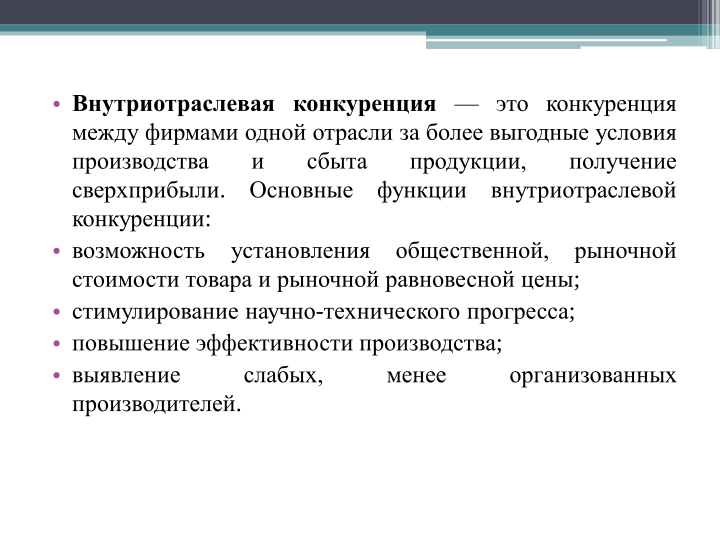 • Внутриотраслевая конкуренция — это конкуренция
между фирмами одной отрасли за более выгодные условия
производства и сбыта продукции, получение
сверхприбыли. Основные функции внутриотраслевой
конкуренции:
• возможность установления общественной, рыночной
стоимости товара и рыночной равновесной цены;
• стимулирование научно-технического прогресса;
• повышение эффективности производства;
• выявление слабых, менее организованных
производителей.